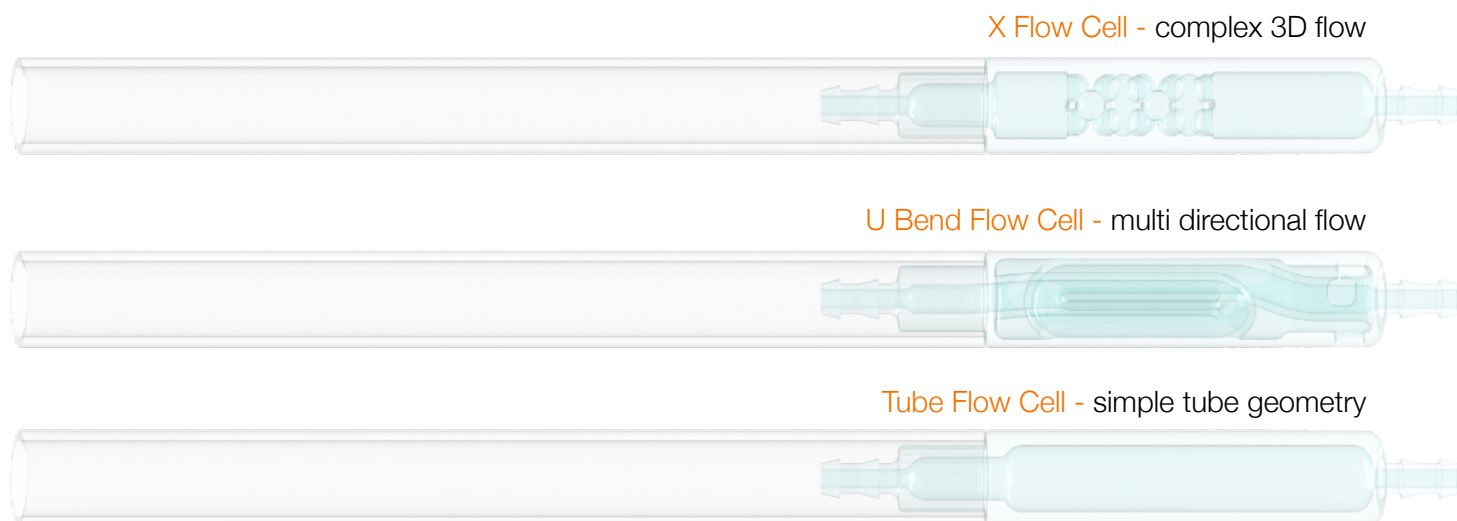 X Flow Cell - complex 3D flow
U Bend Flow Cell - multi directional flow
Tube Flow Cell - simple tube geometry